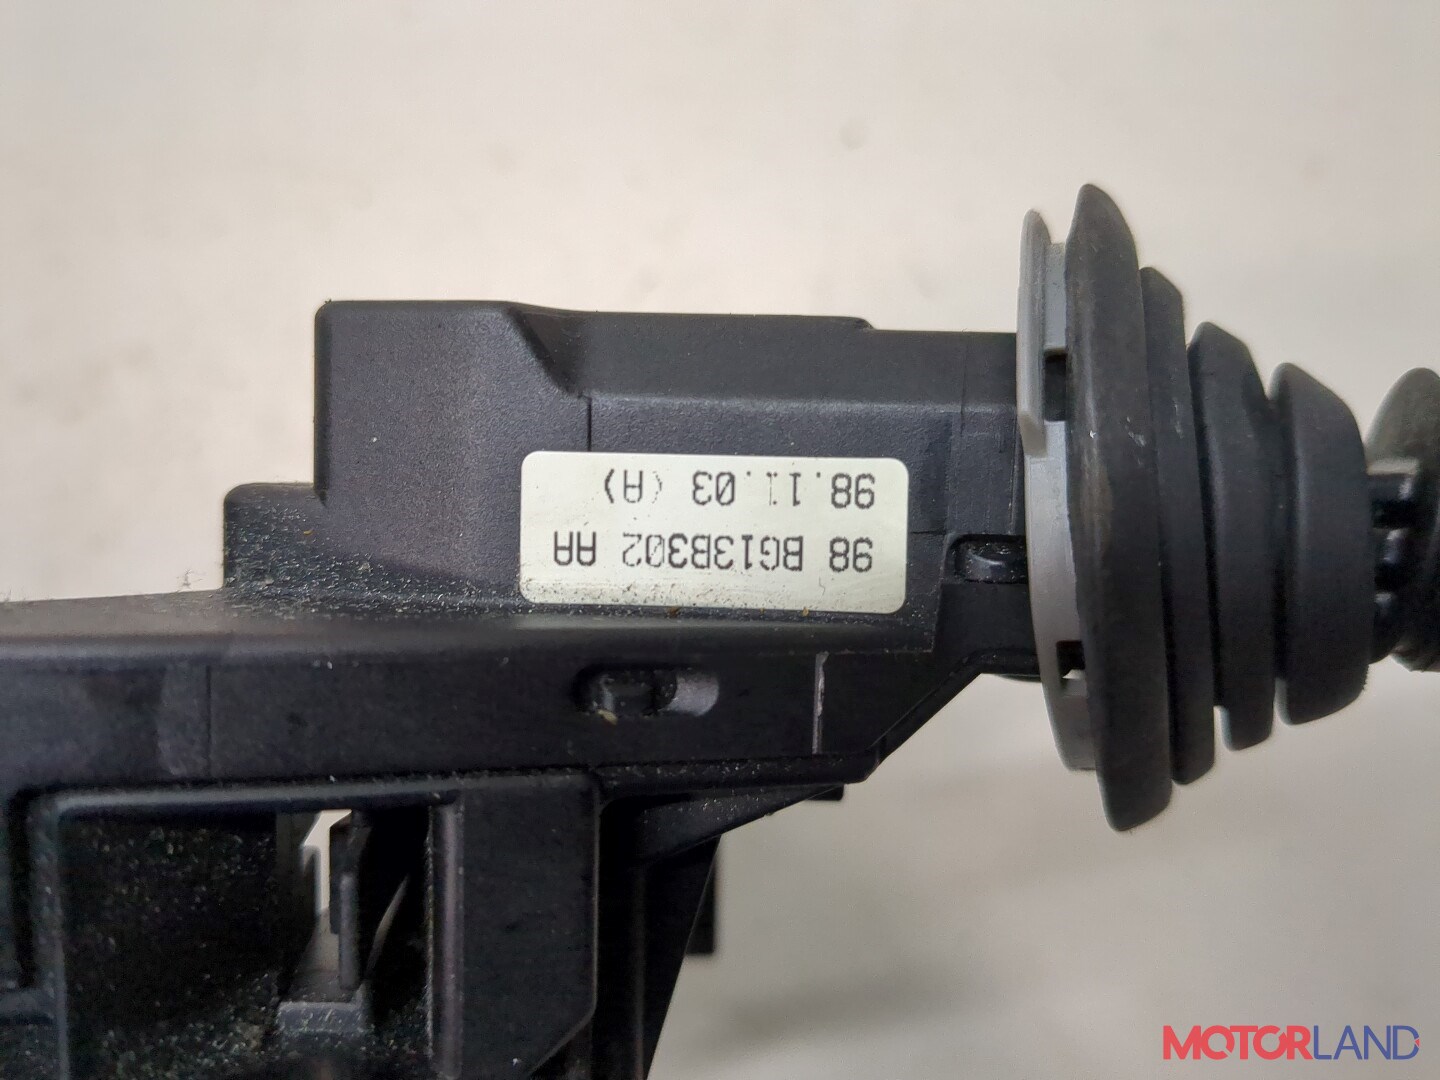 98 BG13B302 AA
98.11.03 (A)
MOTORLAND